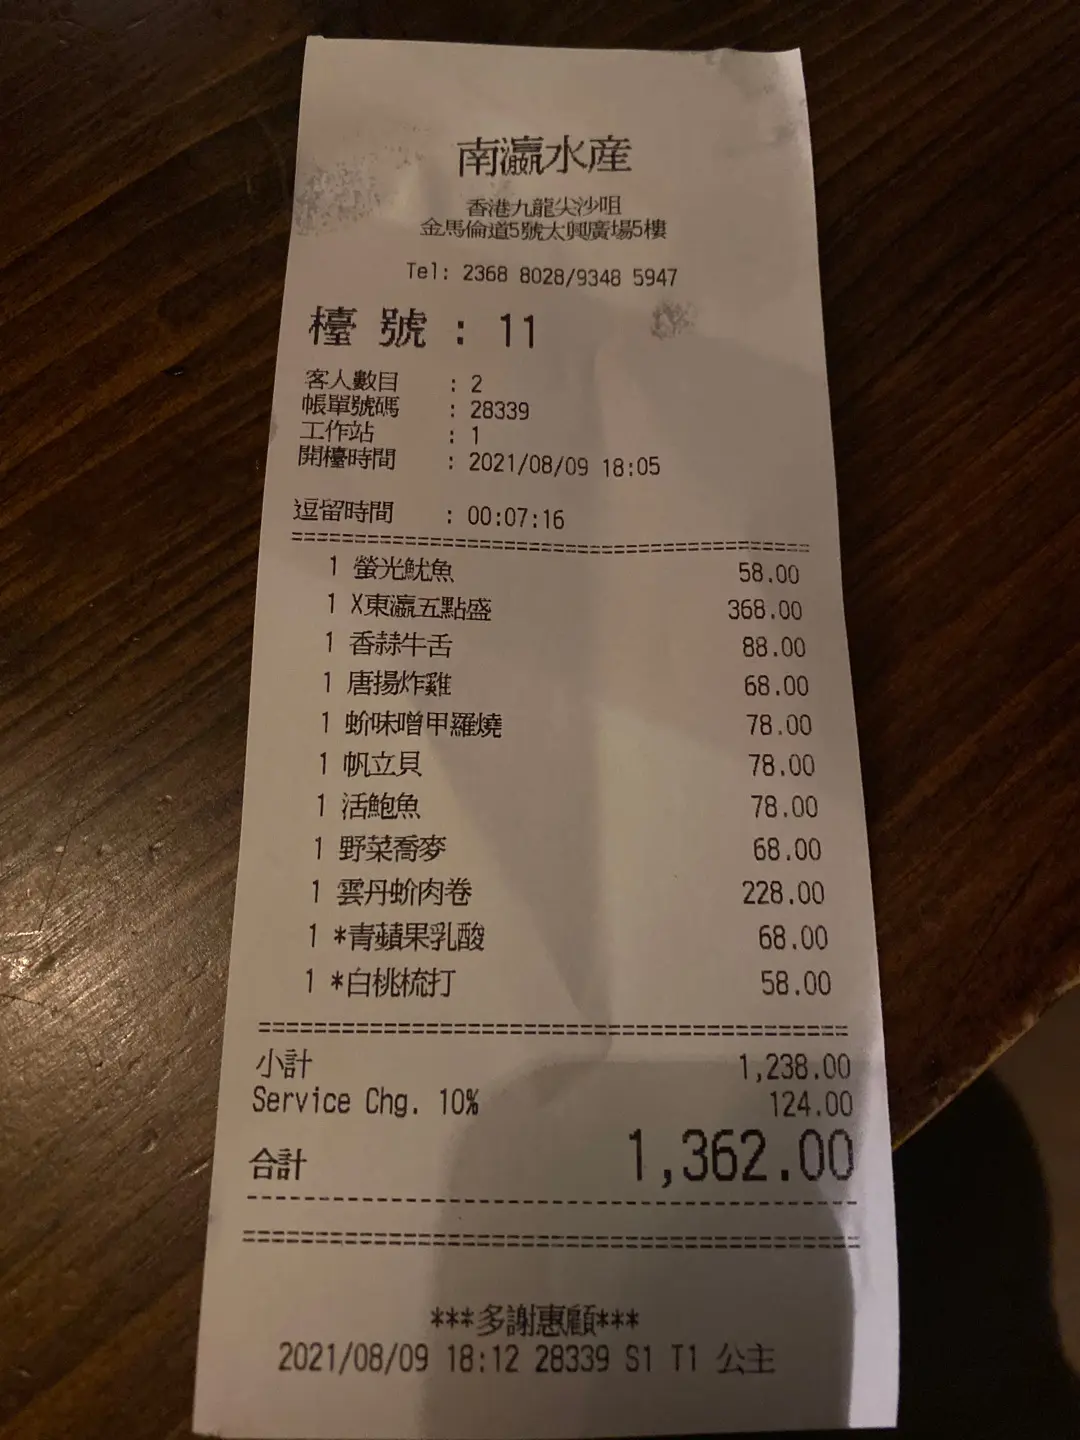 南瀛水産
香港九龍尖沙咀
金馬倫道5號太興廣場5樓
Tel: 2368 8028/9348 5947
檯 號 : 11
客人數目 : 2
帳單號碼 : 28339
工作站 : 1
開檯時間 : 2021/08/09 18:05
逗留時間 : 00:07:16
1 螢光魷魚 58.00
1 X東瀛五點盛 368.00
1 香蒜牛舌 88.00
1 唐揚炸雞 68.00
1 蚧味噌甲羅燒 78.00
1 帆立貝 78.00
1 活鮑魚 78.00
1 野菜喬麥 68.00
1 雲丹蚧肉卷 228.00
1 *青蘋果乳酸 68.00
1 *白桃梳打 58.00
小計 1,238.00
Service Chg. 10% 124.00
合計 1,362.00
***多謝惠顧***
2021/08/09 18:12 28339 S1 T1 公主